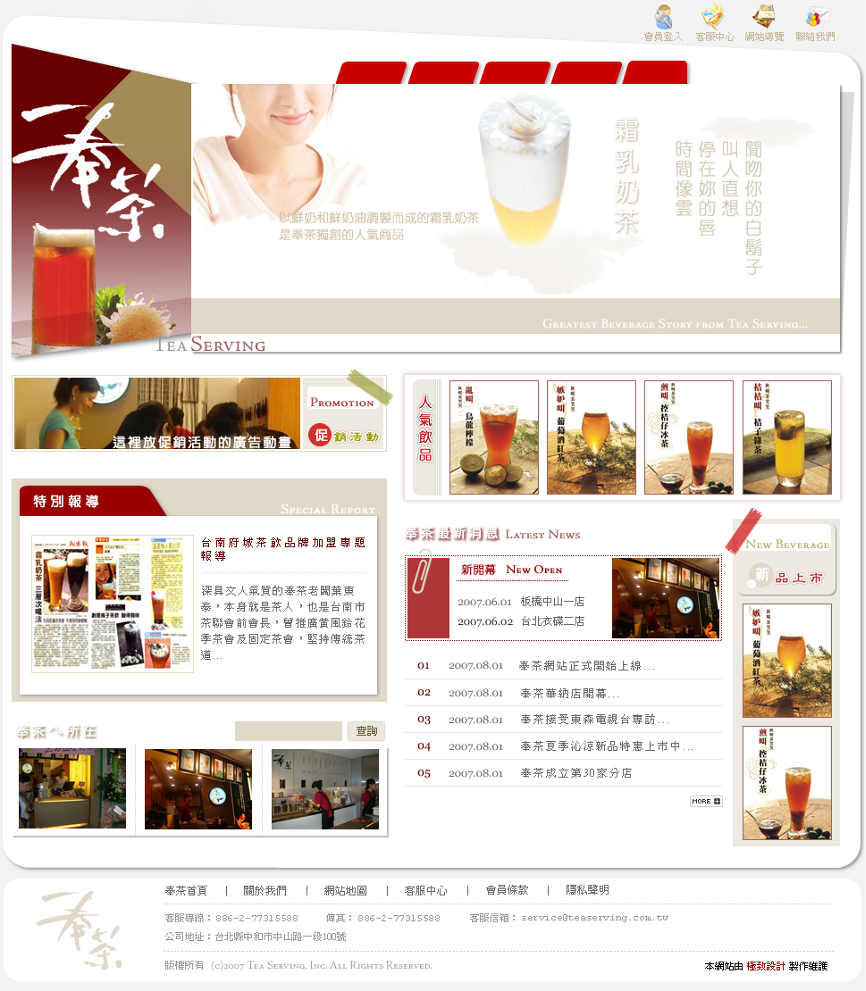 會員登入 客服中心 網站導覽 聯絡我們
奉茶
霜乳奶茶
聞吻你的白鬍子
叫人直想
停在妳的唇
時間像雲
以鮮奶和鮮奶油調製而成的霜乳奶茶
是奉茶獨創的人氣商品
Greatest Beverage Story from Tea Serving...
Tea Serving
這裡放促銷活動的廣告動畫
Promotion
促銷活動
人氣飲品
亂叫 烏龍檸檬
嫉妒叫 葡萄酒紅茶
煎叫 控桔仔冰茶
桔桔叫 桔子綠茶
特別報導
Special Report
霜乳奶茶 三層次喝法
台南府城茶飲品牌加盟專題
報導
深具文人氣質的奉茶老闆葉東
泰，本身就是茶人，也是台南市
茶聯會前會長，曾推廣賞風鈴花
季茶會及固定茶會，堅持傳統茶
道...
奉茶最新消息 Latest News
新開幕 New Open
2007.06.01 板橋中山一店
2007.06.02 台北衣碟二店
01 2007.08.01 奉茶網站正式開始上線...
02 2007.08.01 奉茶華納店開幕...
03 2007.08.01 奉茶接受東森電視台專訪...
04 2007.08.01 奉茶夏季沁涼新品特惠上市中...
05 2007.08.01 奉茶成立第30家分店
MORE
New Beverage
新品上市
嫉妒叫 葡萄酒紅茶
煎叫 控桔仔冰茶
奉茶へ所在
查詢
奉茶
奉茶首頁 | 關於我們 | 網站地圖 | 客服中心 | 會員條款 | 隱私聲明
客服專線：886-2-77315588 傳真：886-2-77315588 客服信箱：service@teaserving.com.tw
公司地址：台北縣中和市中山路一段100號
版權所有 (c)2007 Tea Serving, Inc. All Rights Reserved.
本網站由 極致設計 製作維護